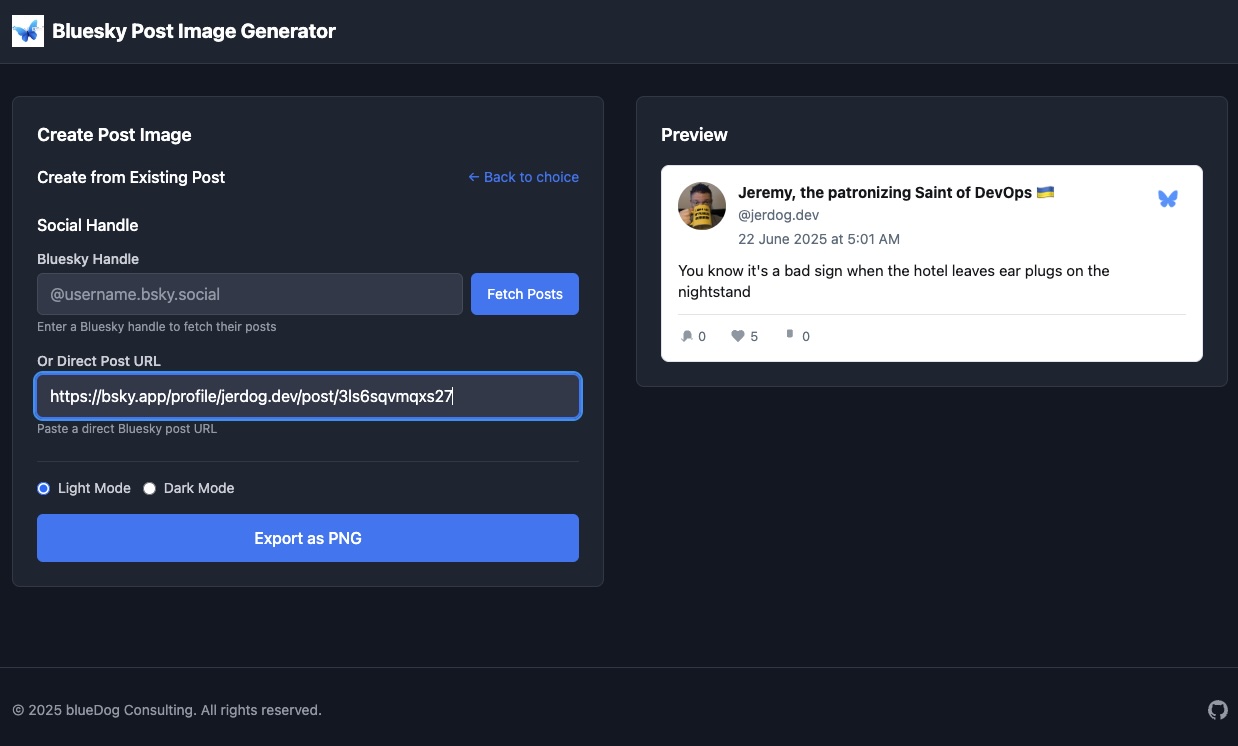 Bluesky Post Image Generator
Create Post Image
Create from Existing Post
← Back to choice
Social Handle
Bluesky Handle
@username.bsky.social
Fetch Posts
Enter a Bluesky handle to fetch their posts
Or Direct Post URL
https://bsky.app/profile/jerdog.dev/post/3ls6sqvmqxs27
Paste a direct Bluesky post URL
Light Mode
Dark Mode
Export as PNG
Preview
Jeremy, the patronizing Saint of DevOps 🇺🇦
@jerdog.dev
22 June 2025 at 5:01 AM
You know it's a bad sign when the hotel leaves ear plugs on the
nightstand
0 5 0
© 2025 blueDog Consulting. All rights reserved.